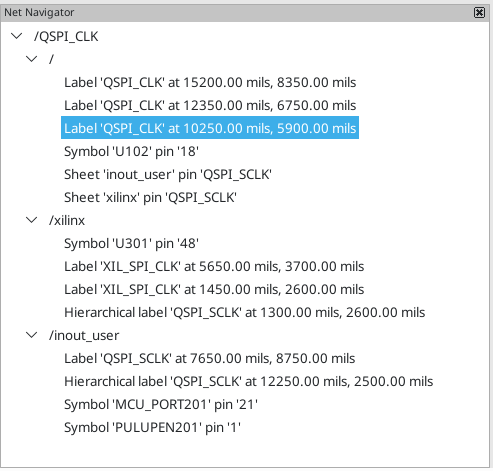 Net Navigator
/QSPI_CLK
/
Label 'QSPI_CLK' at 15200.00 mils, 8350.00 mils
Label 'QSPI_CLK' at 12350.00 mils, 6750.00 mils
Label 'QSPI_CLK' at 10250.00 mils, 5900.00 mils
Symbol 'U102' pin '18'
Sheet 'inout_user' pin 'QSPI_SCLK'
Sheet 'xilinx' pin 'QSPI_SCLK'
/xilinx
Symbol 'U301' pin '48'
Label 'XIL_SPI_CLK' at 5650.00 mils, 3700.00 mils
Label 'XIL_SPI_CLK' at 1450.00 mils, 2600.00 mils
Hierarchical label 'QSPI_SCLK' at 1300.00 mils, 2600.00 mils
/inout_user
Label 'QSPI_SCLK' at 7650.00 mils, 8750.00 mils
Hierarchical label 'QSPI_SCLK' at 12250.00 mils, 2500.00 mils
Symbol 'MCU_PORT201' pin '21'
Symbol 'PULUPEN201' pin '1'